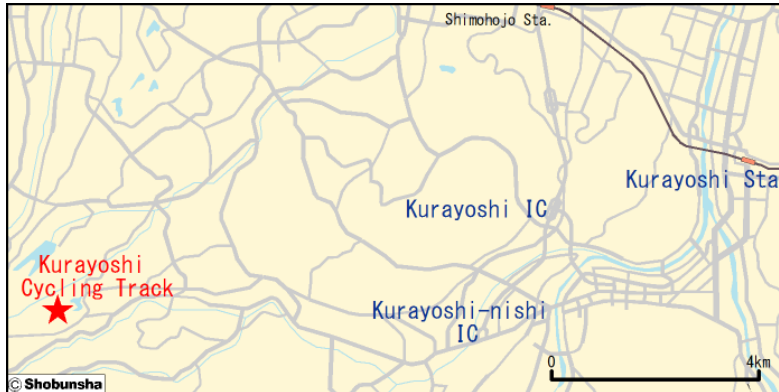 Shimohojo Sta.
Kurayoshi Sta
Kurayoshi IC
Kurayoshi
Cycling Track
Kurayoshi-nishi
IC
0 4km
© Shobunsha